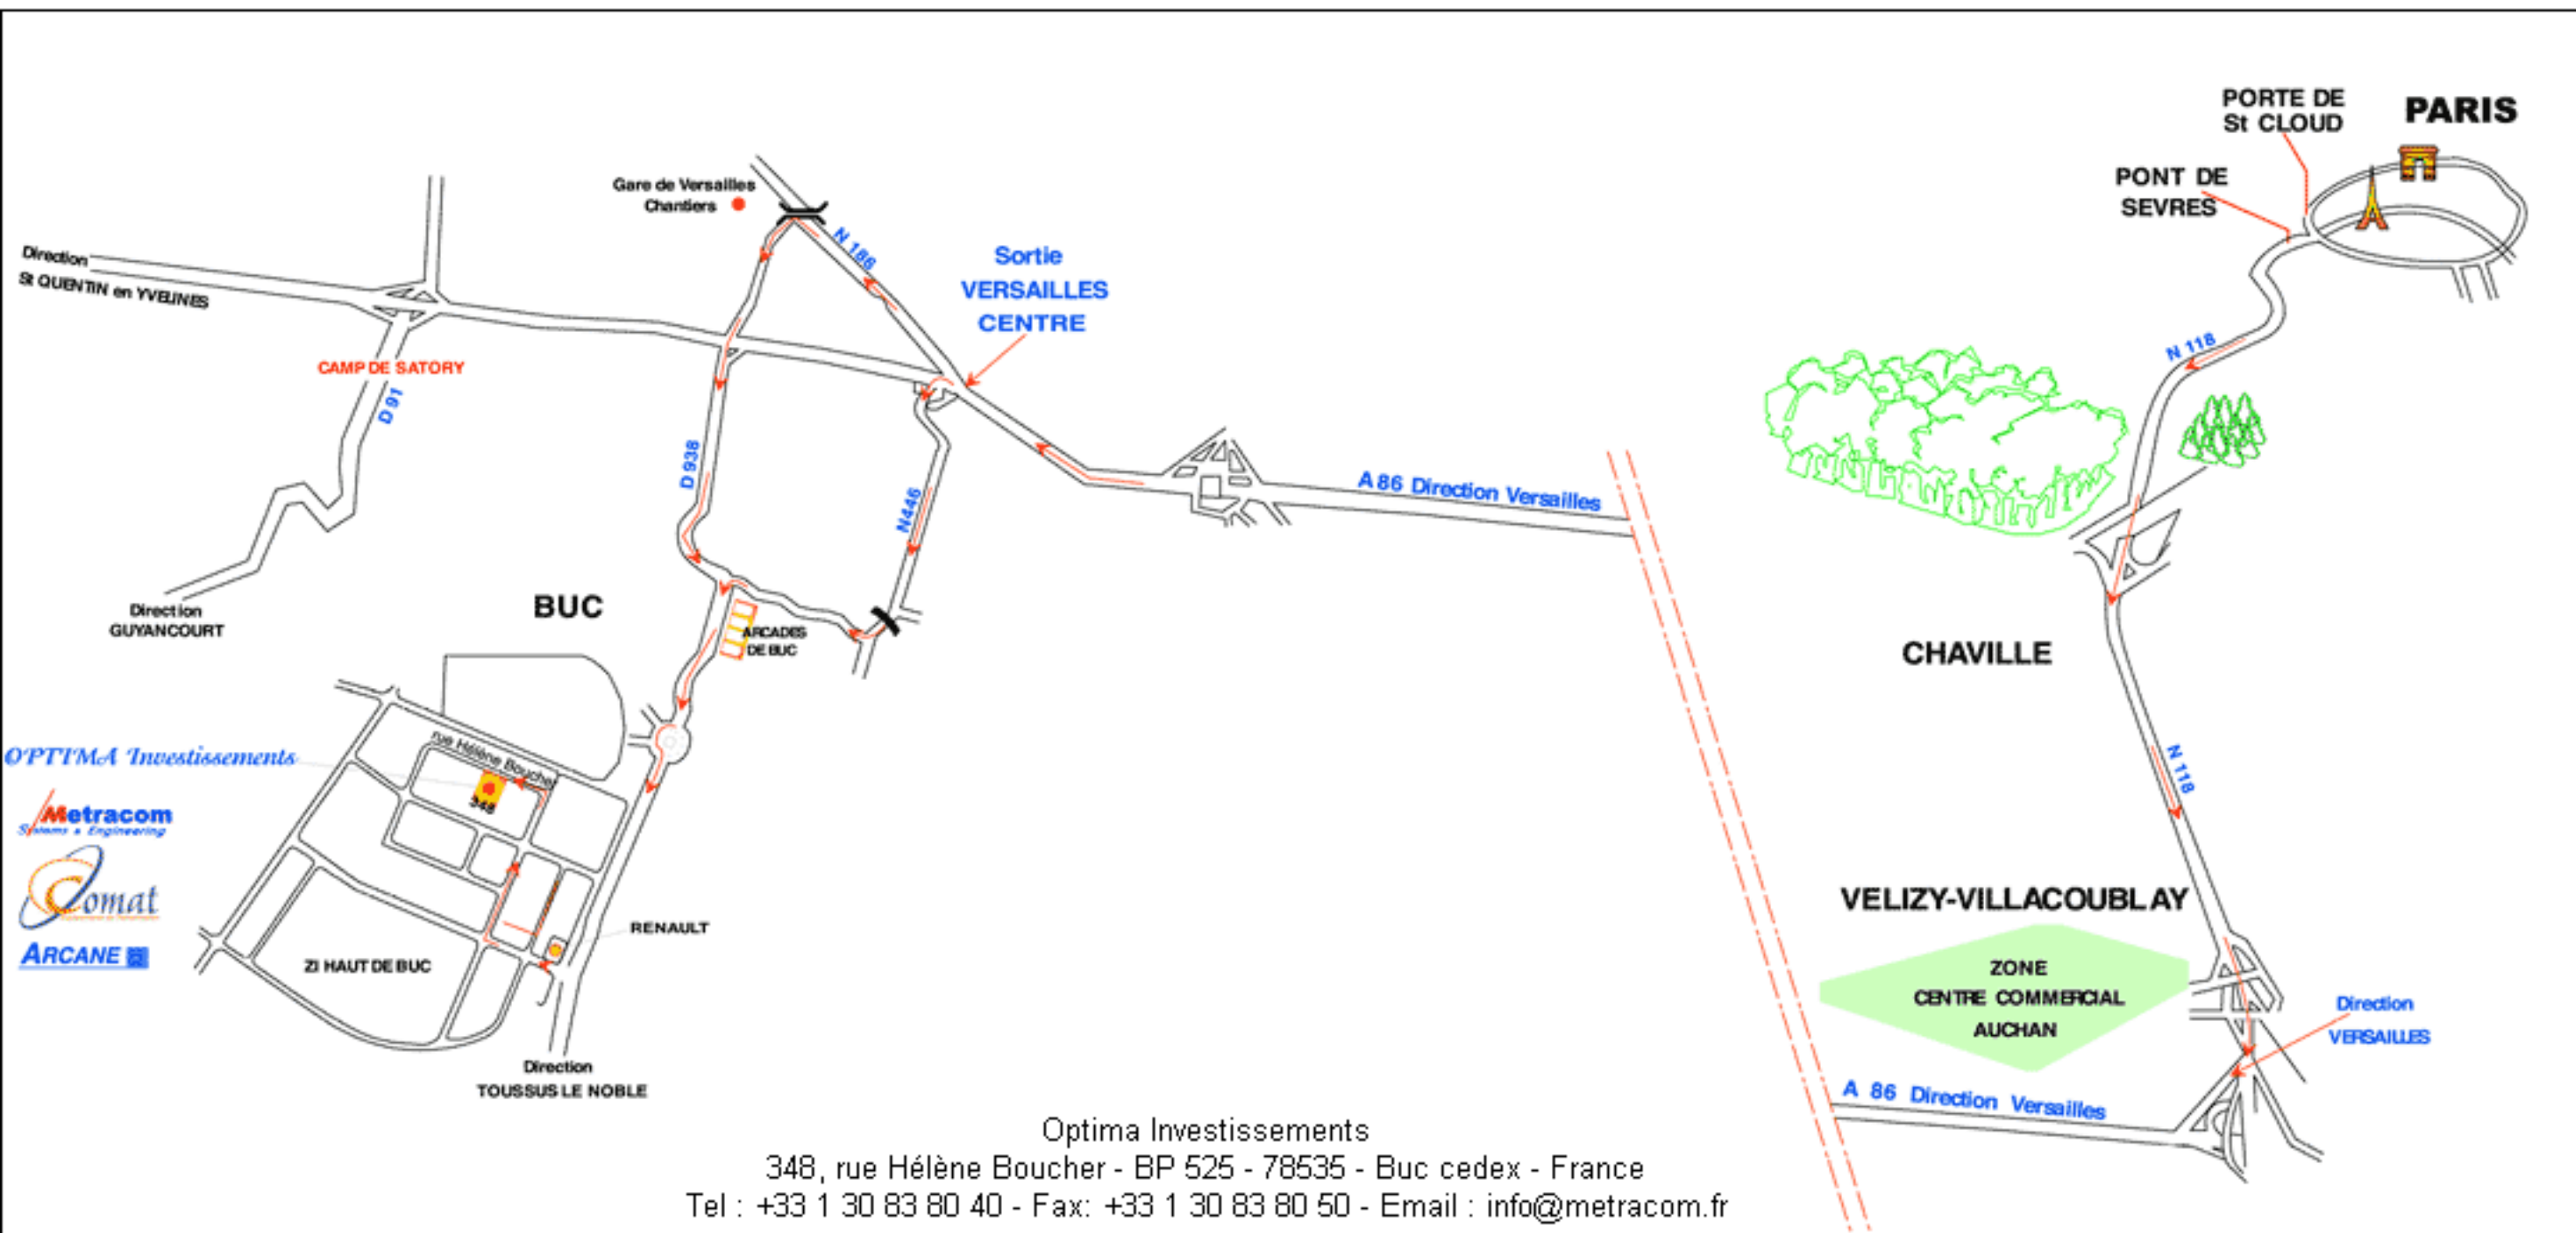 PORTE DE
St CLOUD
PARIS
PONT DE
SEVRES
Gare de Versailles
Chantiers
N 186
Sortie
VERSAILLES
CENTRE
Direction
St QUENTIN en YVELINES
CAMP DE SATORY
D 91
N 118
D 938
N446
A 86 Direction Versailles
Direction
GUYANCOURT
BUC
ARCADES
DE BUC
CHAVILLE
rue Hélène Boucher
OPTIMA Investissements
348
N 118
Metracom
Systems & Engineering
Comat
ARCANE
ZI HAUT DE BUC
RENAULT
VELIZY-VILLACOUBLAY
ZONE
CENTRE COMMERCIAL
AUCHAN
Direction
VERSAILLES
Direction
TOUSSUS LE NOBLE
A 86 Direction Versailles
Optima Investissements
348, rue Hélène Boucher - BP 525 - 78535 - Buc cedex - France
Tel : +33 1 30 83 80 40 - Fax: +33 1 30 83 80 50 - Email : info@metracom.fr